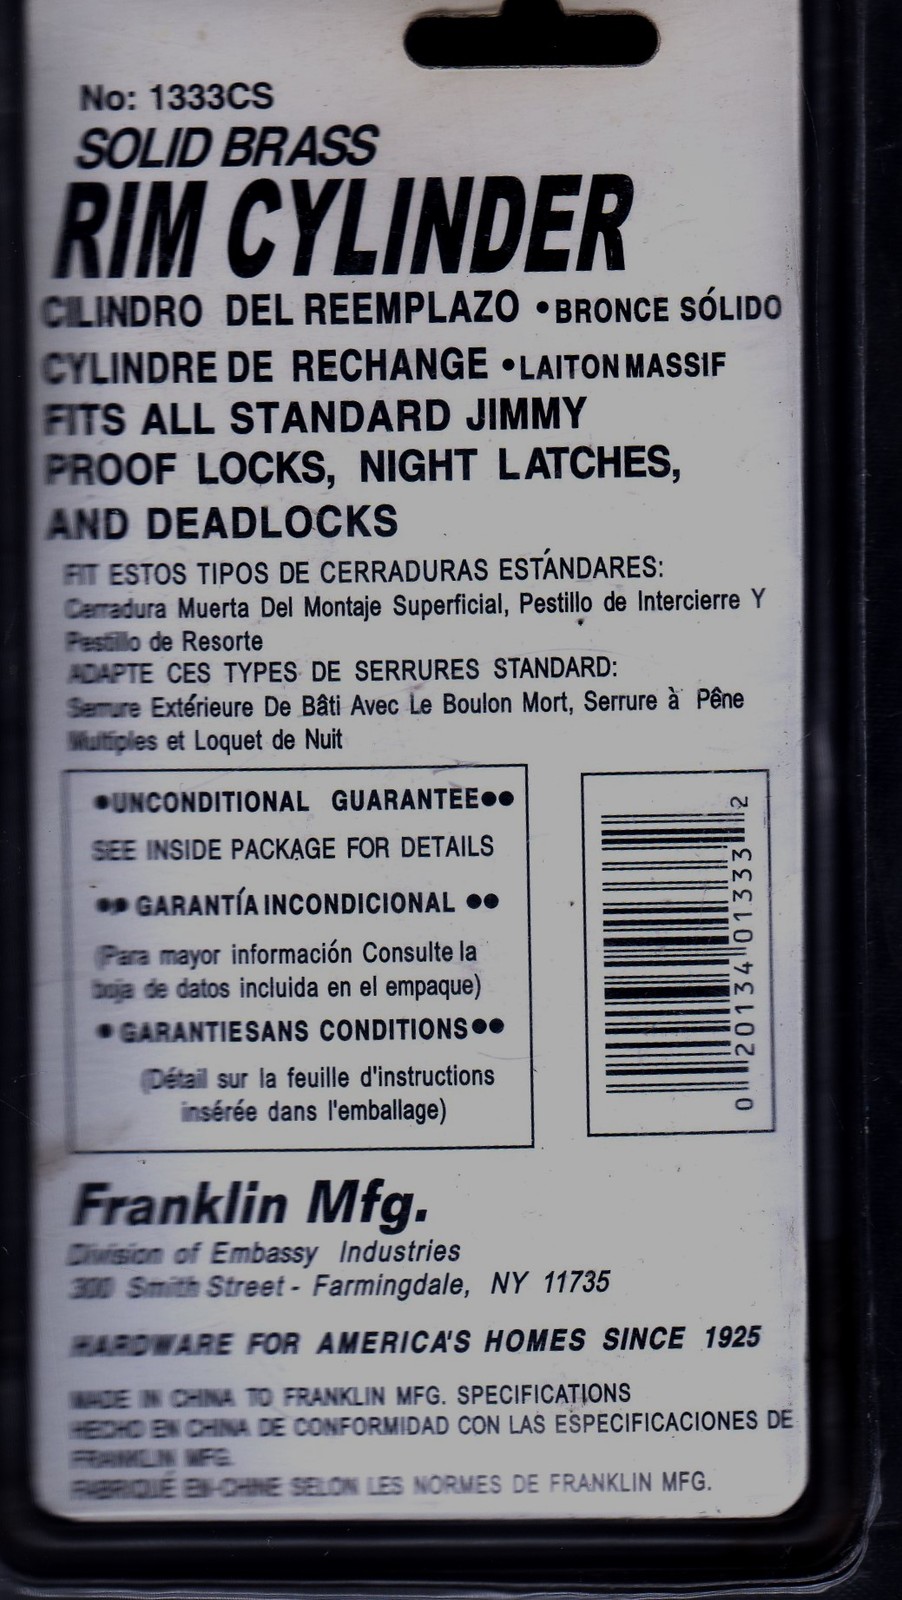 No: 1333CS
SOLID BRASS
RIM CYLINDER
CILINDRO DEL REEMPLAZO • BRONCE SÓLIDO
CYLINDRE DE RECHANGE • LAITON MASSIF
FITS ALL STANDARD JIMMY
PROOF LOCKS, NIGHT LATCHES,
AND DEADLOCKS
FIT ESTOS TIPOS DE CERRADURAS ESTÁNDARES:
Cerradura Muerta Del Montaje Superficial, Pestillo de Intercierre Y
Pestillo de Resorte
ADAPTE CES TYPES DE SERRURES STANDARD:
Serrure Extérieure De Bâti Avec Le Boulon Mort, Serrure à Pêne
Multiples et Loquet de Nuit
•UNCONDITIONAL GUARANTEE••
SEE INSIDE PACKAGE FOR DETAILS
•• GARANTÍA INCONDICIONAL ••
(Para mayor información Consulte la
hoja de datos incluida en el empaque)
• GARANTIE SANS CONDITIONS••
(Détail sur la feuille d'instructions
insérée dans l'emballage)
0 20134 01333 2
Franklin Mfg.
Division of Embassy Industries
300 Smith Street - Farmingdale, NY 11735
HARDWARE FOR AMERICA'S HOMES SINCE 1925
MADE IN CHINA TO FRANKLIN MFG. SPECIFICATIONS
HECHO EN CHINA DE CONFORMIDAD CON LAS ESPECIFICACIONES DE
FRANKLIN MFG.
FABRIQUÉ EN CHINE SELON LES NORMES DE FRANKLIN MFG.